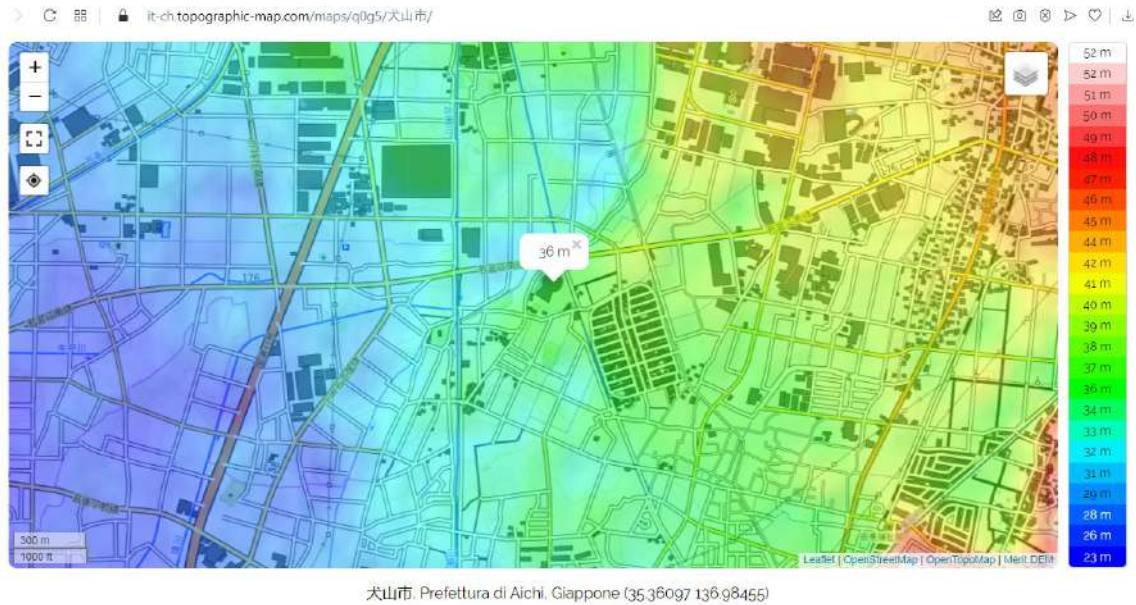 it-ch.topographic-map.com/maps/q0g5/犬山市/
+
−
36 m ×
176
300 m
1000 ft
Leaflet | OpenStreetMap | OpenTopoMap | Merit DEM
52 m
52 m
51 m
50 m
49 m
48 m
47 m
46 m
45 m
44 m
42 m
41 m
40 m
39 m
38 m
37 m
36 m
34 m
33 m
32 m
31 m
29 m
28 m
26 m
23 m
犬山市, Prefettura di Aichi, Giappone (35.36097 136.98455)